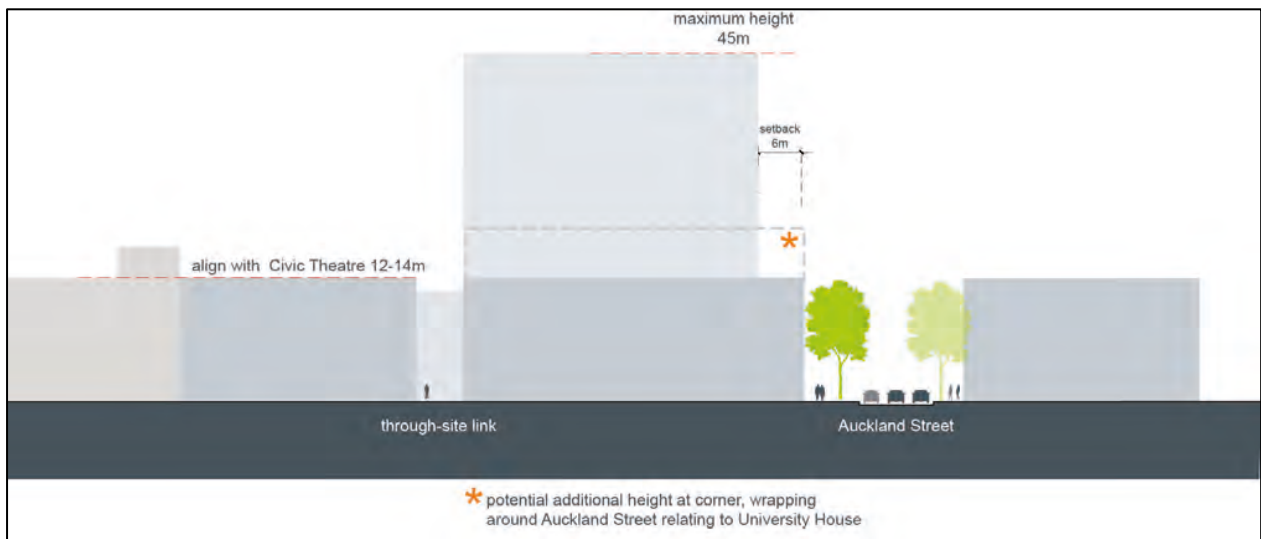 maximum height
45m
setback
6m
*
align with Civic Theatre 12-14m
through-site link
Auckland Street
* potential additional height at corner, wrapping
around Auckland Street relating to University House